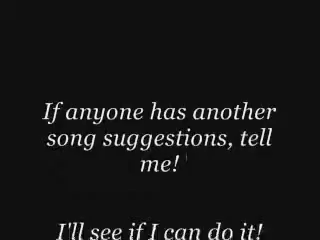 If anyone has another
song suggestions, tell
me!
I'll see if I can do it!